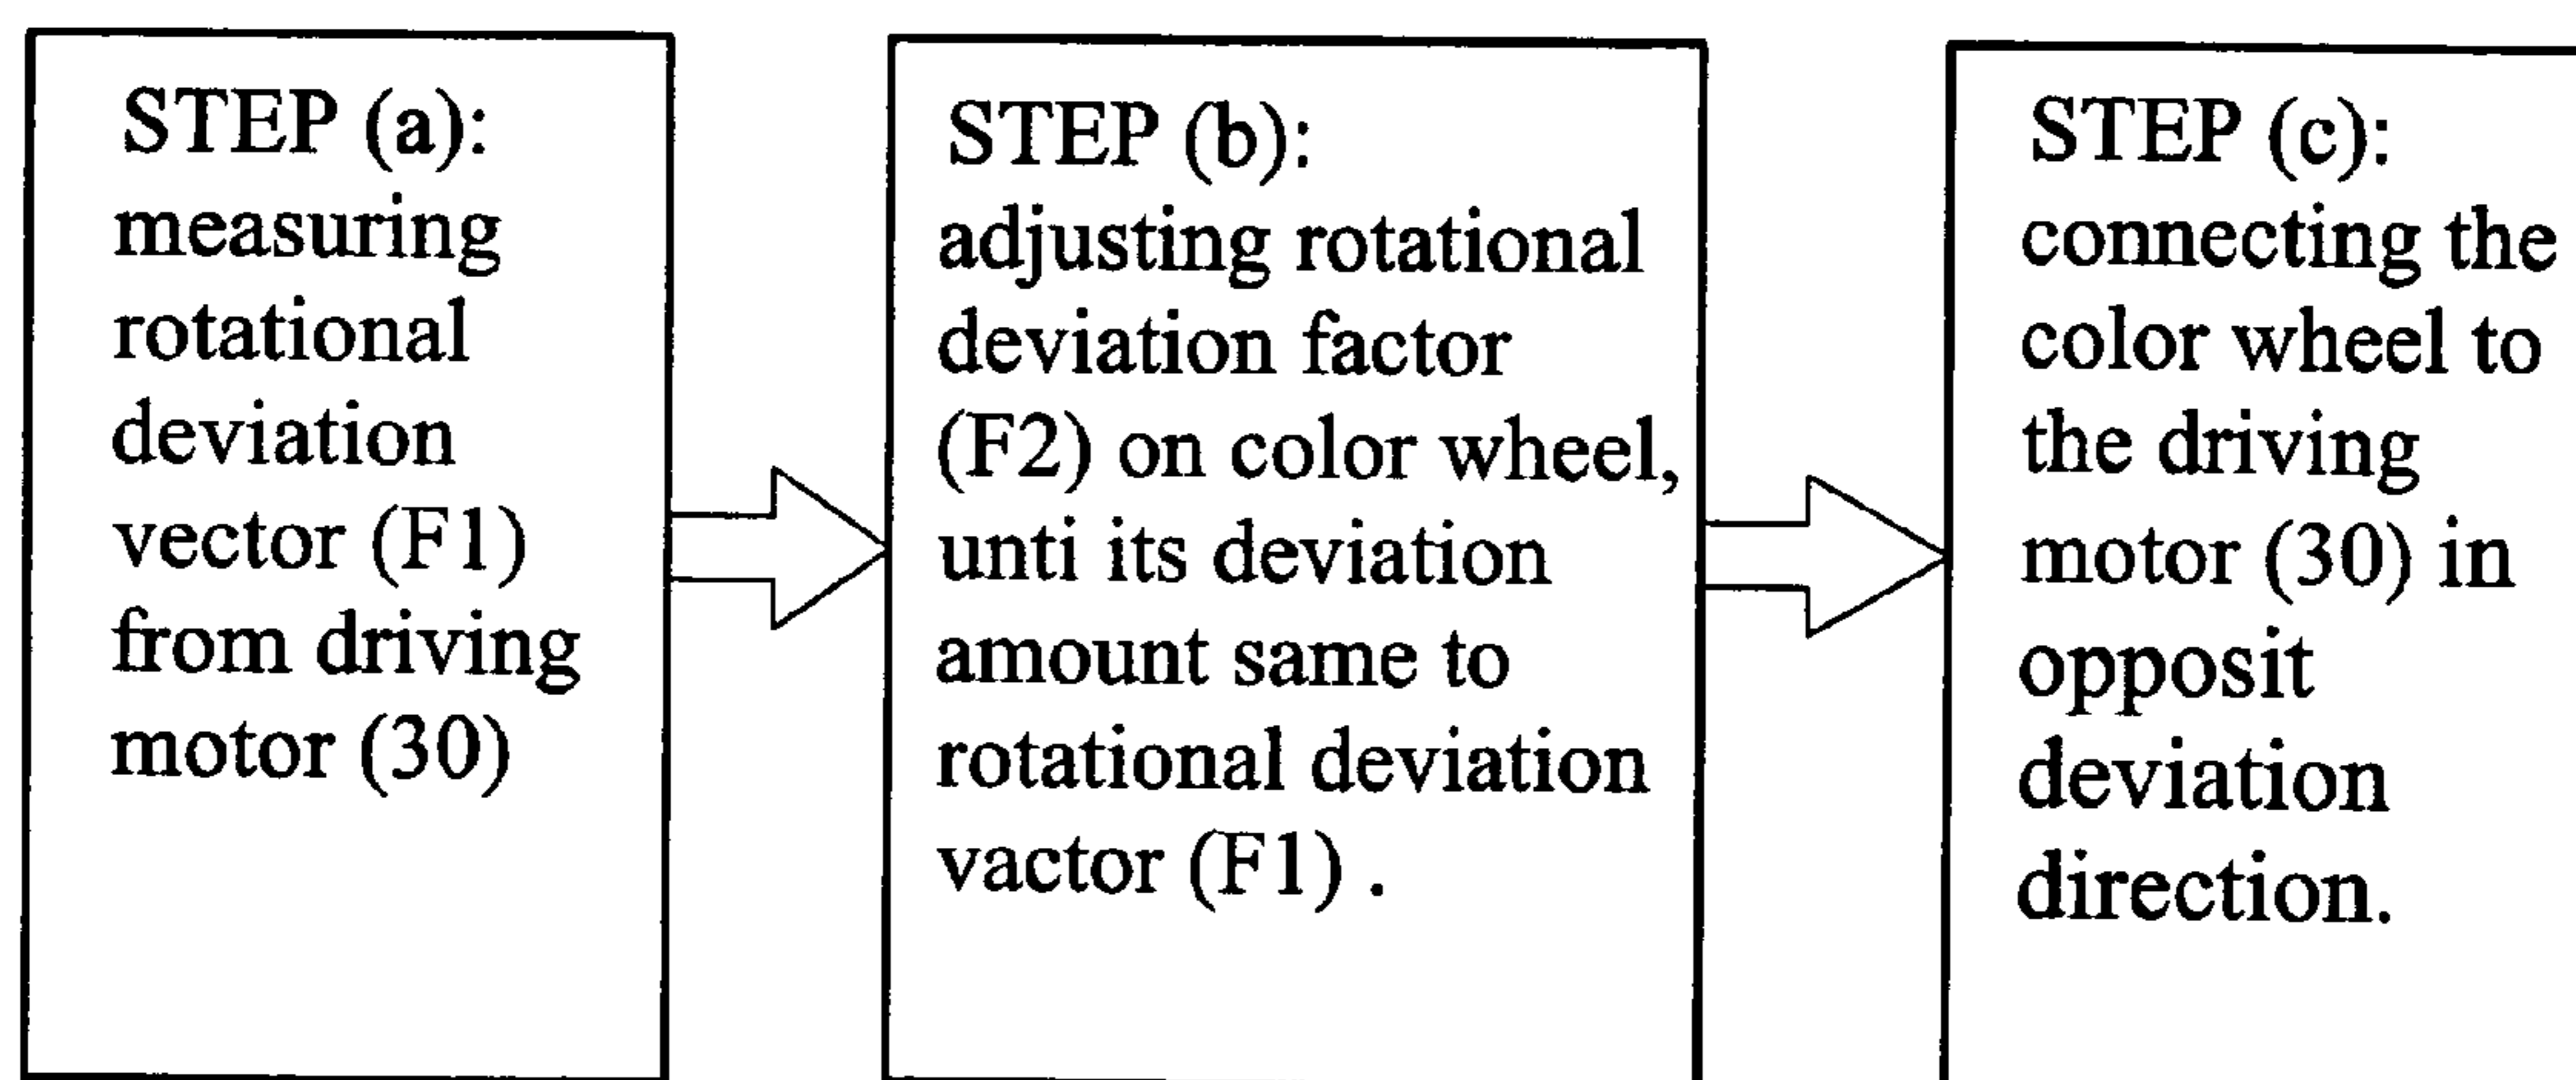 STEP (a):
measuring
rotational
deviation
vector (F1)
from driving
motor (30)
STEP (b):
adjusting rotational
deviation factor
(F2) on color wheel,
unti its deviation
amount same to
rotational deviation
vactor (F1) .
STEP (c):
connecting the
color wheel to
the driving
motor (30) in
opposit
deviation
direction.